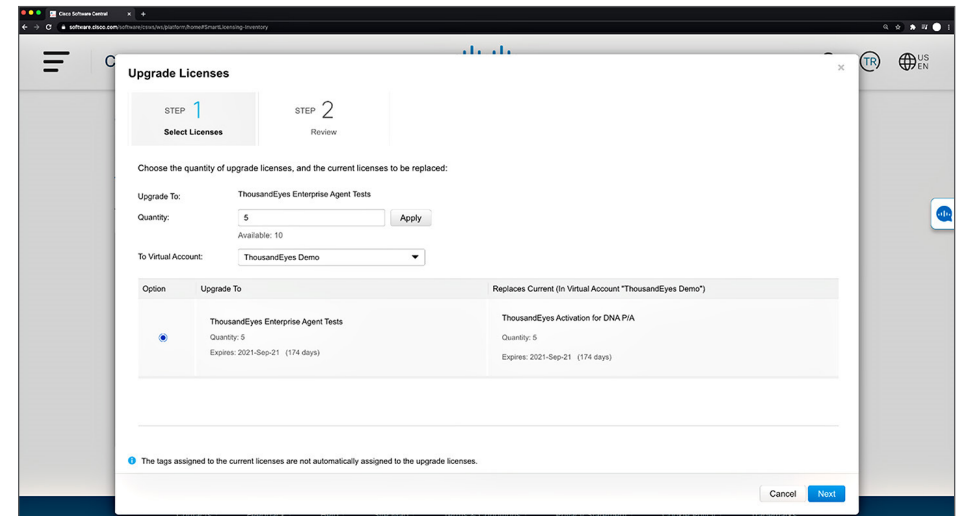 Cisco Software Central
software.cisco.com/software/csws/ws/platform/home#SmartLicensing-Inventory
C
TR
US
EN
Upgrade Licenses
STEP 1
Select Licenses
STEP 2
Review
Choose the quantity of upgrade licenses, and the current licenses to be replaced:
Upgrade To: ThousandEyes Enterprise Agent Tests
Quantity: 5 Apply
Available: 10
To Virtual Account: ThousandEyes Demo
Option Upgrade To Replaces Current (In Virtual Account "ThousandEyes Demo")
ThousandEyes Enterprise Agent Tests
Quantity: 5
Expires: 2021-Sep-21 (174 days)
ThousandEyes Activation for DNA P/A
Quantity: 5
Expires: 2021-Sep-21 (174 days)
The tags assigned to the current licenses are not automatically assigned to the upgrade licenses.
Cancel Next